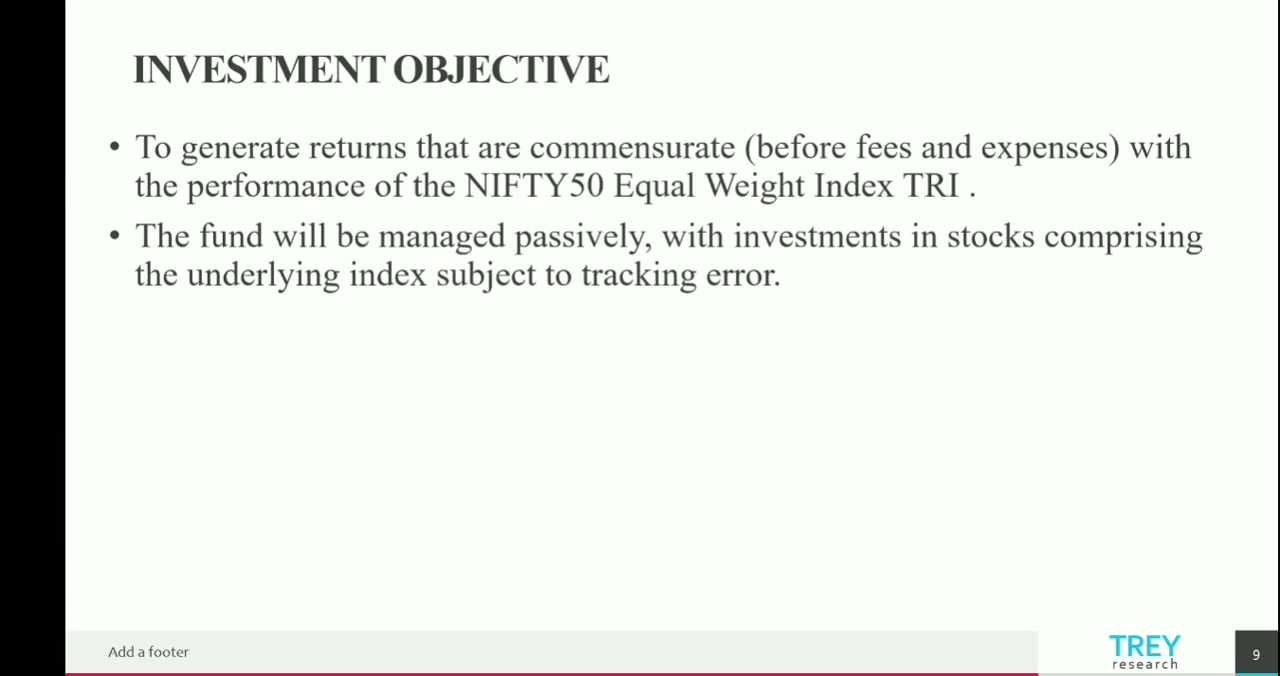 INVESTMENT OBJECTIVE
• To generate returns that are commensurate (before fees and expenses) with
the performance of the NIFTY50 Equal Weight Index TRI .
• The fund will be managed passively, with investments in stocks comprising
the underlying index subject to tracking error.
Add a footer
TREY
research
9